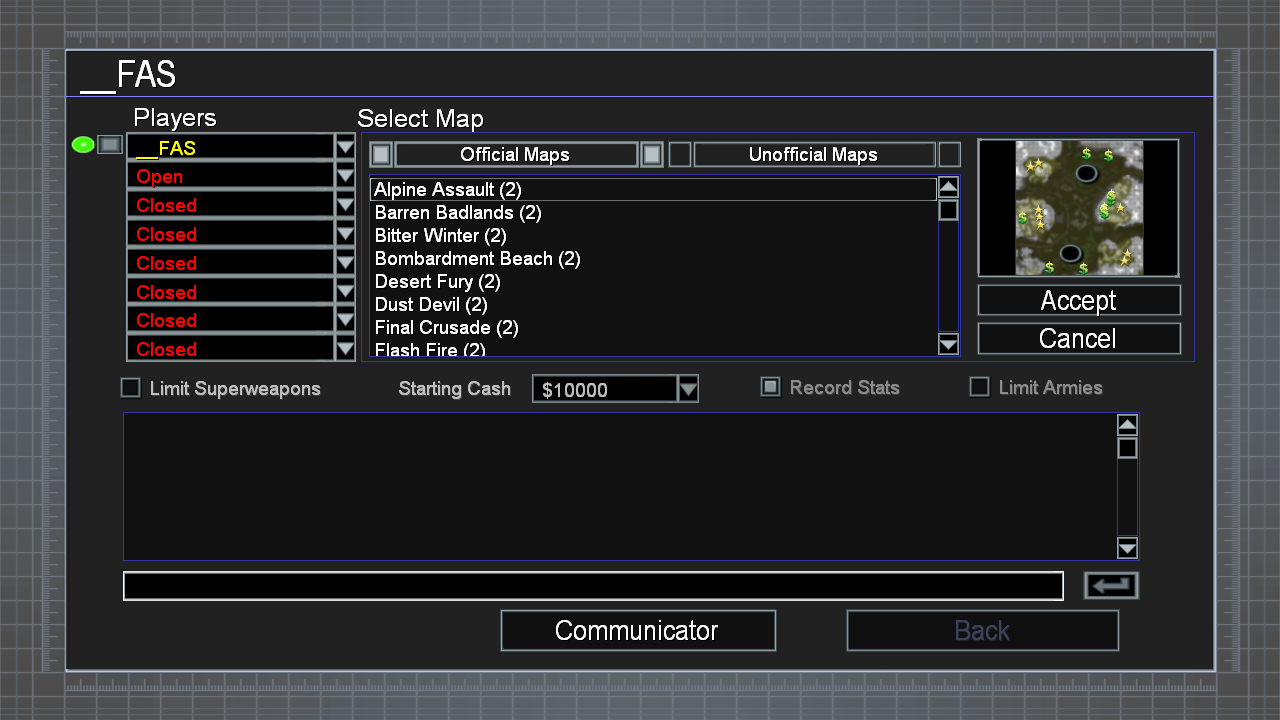 __FAS
Players
Select Map
__FAS
Official Maps
Unofficial Maps
Open
Closed
Closed
Closed
Closed
Closed
Closed
Alpine Assault (2)
Barren Badlands (2)
Bitter Winter (2)
Bombardment Beach (2)
Desert Fury (2)
Dust Devil (2)
Final Crusade (2)
Flash Fire (2)
Accept
Cancel
Limit Superweapons
Starting Cash
$10000
Record Stats
Limit Armies
Communicator
Back